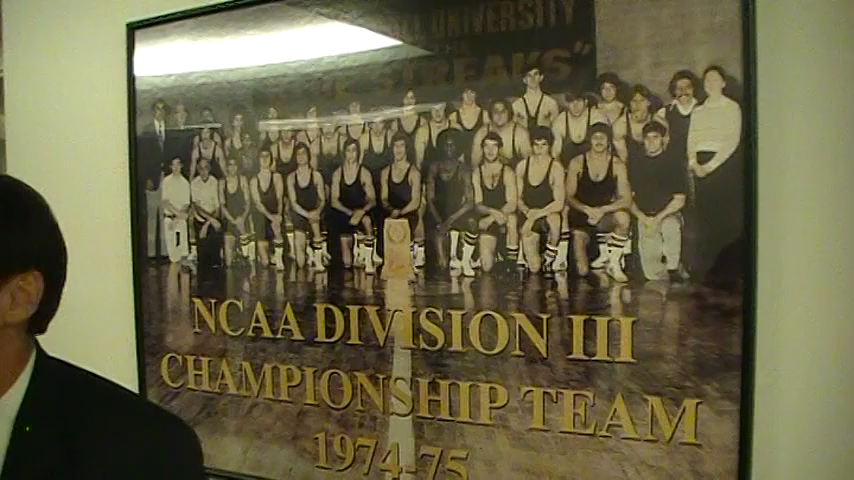 UNIVERSITY
STREAKS"
NCAA DIVISION III
CHAMPIONSHIP TEAM
1974-75